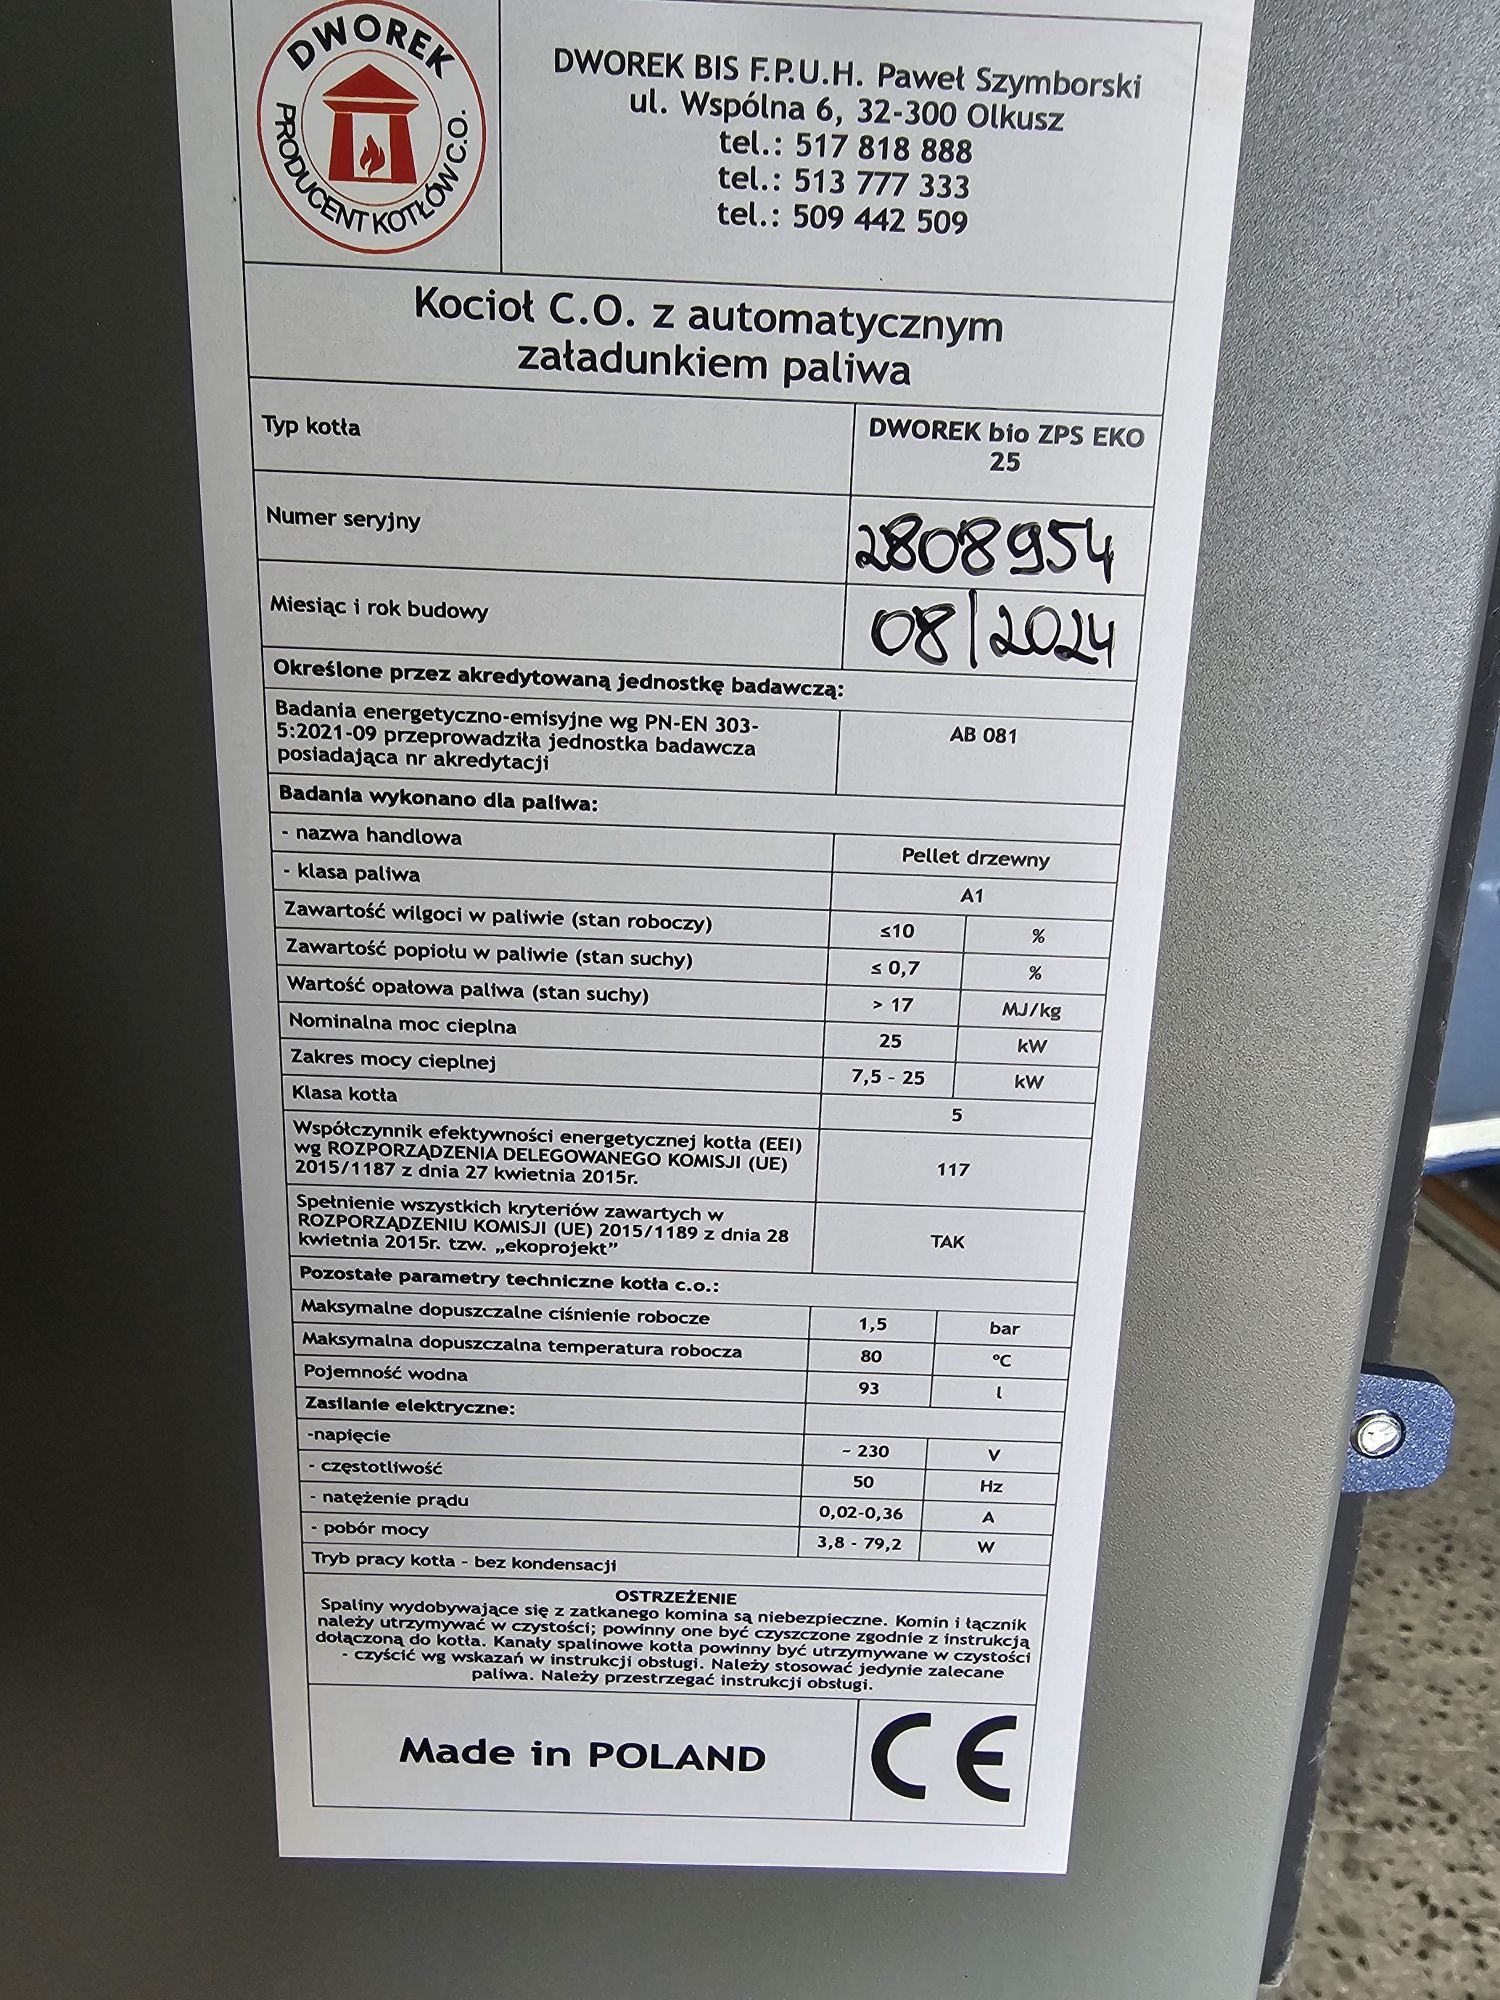 DWOREK
PRODUCENT KOTŁÓW C.O.
DWOREK BIS F.P.U.H. Paweł Szymborski
ul. Wspólna 6, 32-300 Olkusz
tel.: 517 818 888
tel.: 513 777 333
tel.: 509 442 509
Kocioł C.O. z automatycznym
załadunkiem paliwa
Typ kotła
DWOREK bio ZPS EKO
25
Numer seryjny
2808954
Miesiąc i rok budowy
08/2024
Określone przez akredytowaną jednostkę badawczą:
Badania energetyczno-emisyjne wg PN-EN 303-
5:2021-09 przeprowadziła jednostka badawcza
posiadająca nr akredytacji
AB 081
Badania wykonano dla paliwa:
- nazwa handlowa
Pellet drzewny
- klasa paliwa
A1
Zawartość wilgoci w paliwie (stan roboczy)
≤10 %
Zawartość popiołu w paliwie (stan suchy)
≤ 0,7 %
Wartość opałowa paliwa (stan suchy)
> 17 MJ/kg
Nominalna moc cieplna
25 kW
Zakres mocy cieplnej
7,5 - 25 kW
Klasa kotła
5
Współczynnik efektywności energetycznej kotła (EEI)
wg ROZPORZĄDZENIA DELEGOWANEGO KOMISJI (UE)
2015/1187 z dnia 27 kwietnia 2015r.
117
Spełnienie wszystkich kryteriów zawartych w
ROZPORZĄDZENIU KOMISJI (UE) 2015/1189 z dnia 28
kwietnia 2015r. tzw. „ekoprojekt”
TAK
Pozostałe parametry techniczne kotła c.o.:
Maksymalne dopuszczalne ciśnienie robocze
1,5 bar
Maksymalna dopuszczalna temperatura robocza
80 °C
Pojemność wodna
93 l
Zasilanie elektryczne:
-napięcie
~ 230 V
- częstotliwość
50 Hz
- natężenie prądu
0,02-0,36 A
- pobór mocy
3,8 - 79,2 W
Tryb pracy kotła - bez kondensacji
OSTRZEŻENIE
Spaliny wydobywające się z zatkanego komina są niebezpieczne. Komin i łącznik
należy utrzymywać w czystości; powinny one być czyszczone zgodnie z instrukcją
dołączoną do kotła. Kanały spalinowe kotła powinny być utrzymywane w czystości
- czyścić wg wskazań w instrukcji obsługi. Należy stosować jedynie zalecane
paliwa. Należy przestrzegać instrukcji obsługi.
Made in POLAND
CE